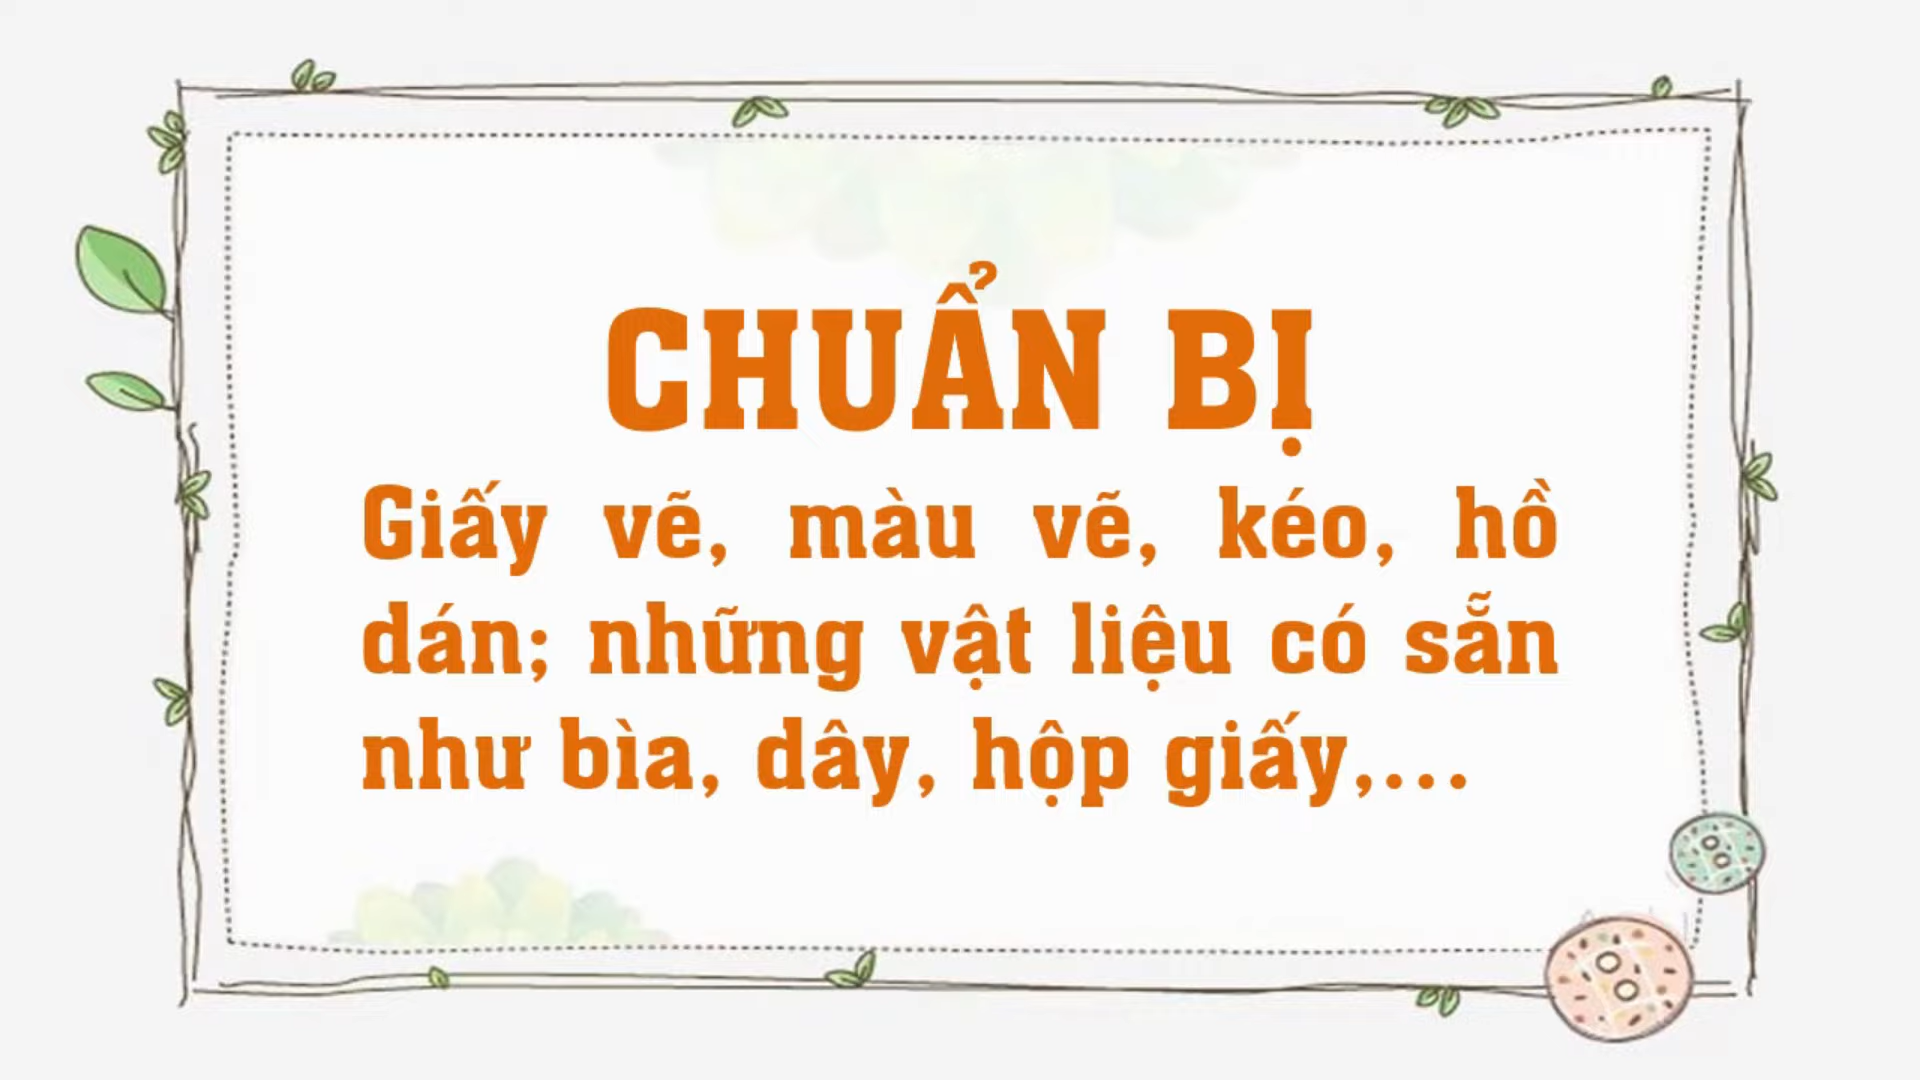 CHUẨN BỊ
Giấy vẽ, màu vẽ, kéo, hồ
dán; những vật liệu có sẵn
như bìa, dây, hộp giấy,...